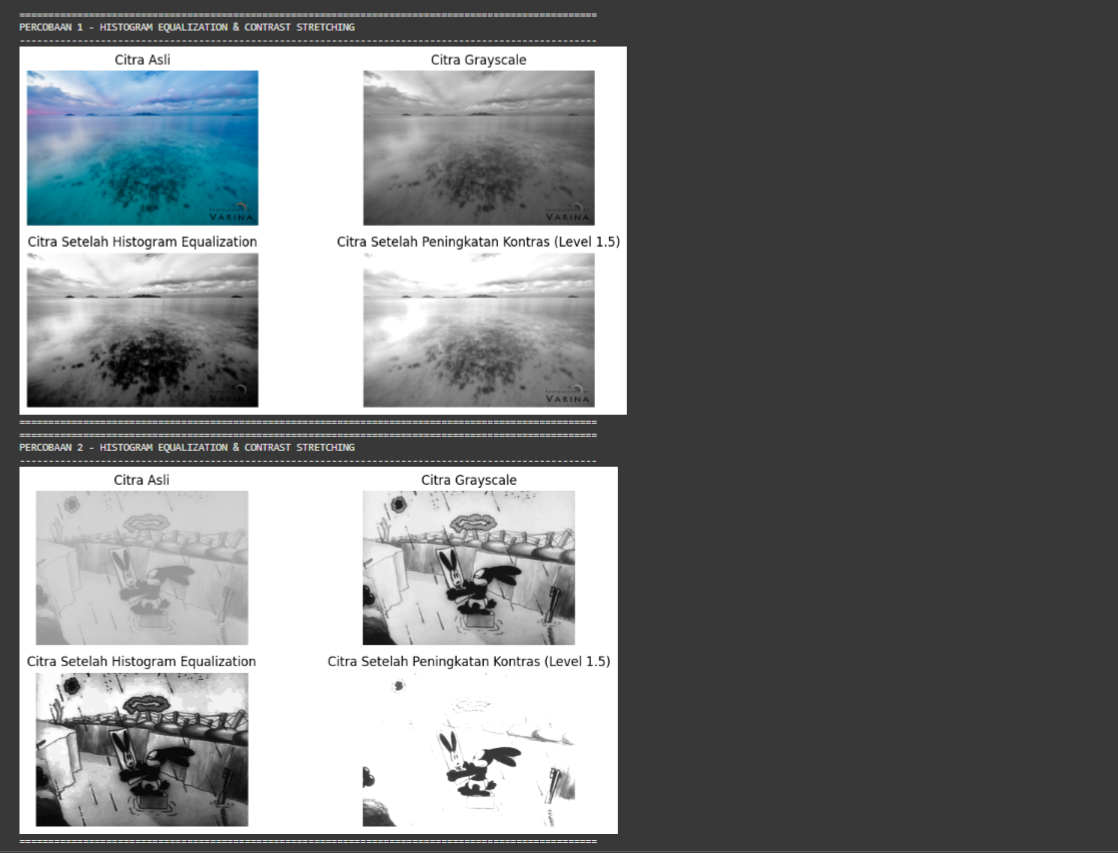 ================================================================================
PERCOBAAN 1 - HISTOGRAM EQUALIZATION & CONTRAST STRETCHING
--------------------------------------------------------------------------------
Citra Asli
Citra Grayscale
VARINA
VARINA
Citra Setelah Histogram Equalization
Citra Setelah Peningkatan Kontras (Level 1.5)
VARINA
VARINA
================================================================================
================================================================================
PERCOBAAN 2 - HISTOGRAM EQUALIZATION & CONTRAST STRETCHING
--------------------------------------------------------------------------------
Citra Asli
Citra Grayscale
Citra Setelah Histogram Equalization
Citra Setelah Peningkatan Kontras (Level 1.5)
================================================================================